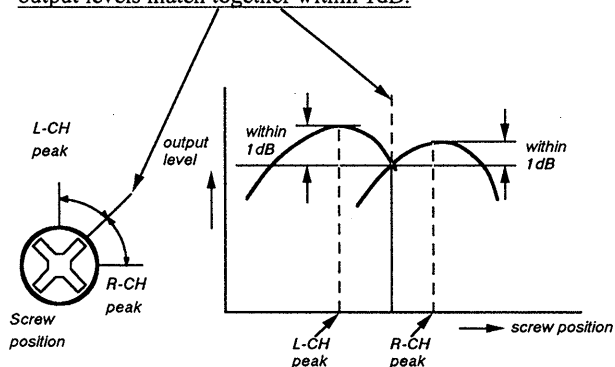 output levels match together within 1dB.
L-CH
peak
output
level
within
1dB
within
1dB
R-CH
peak
Screw
position
screw position
L-CH
peak
R-CH
peak